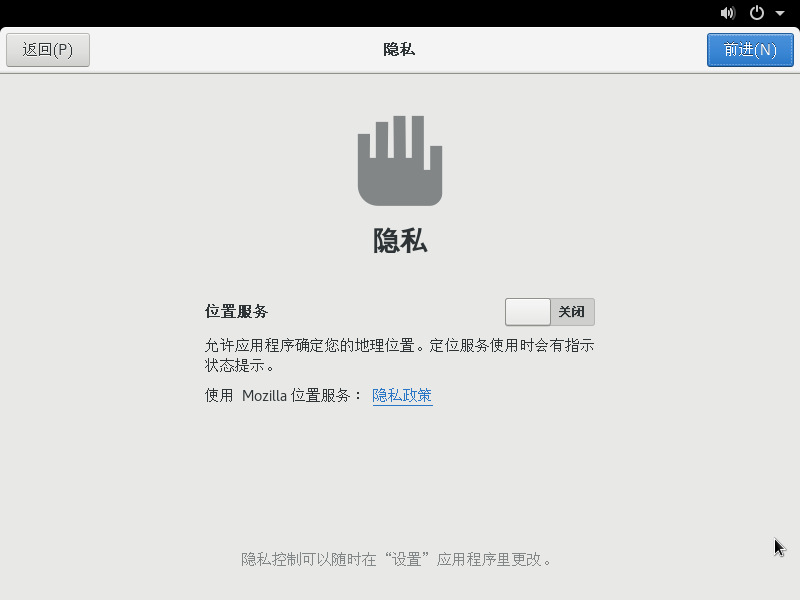 返回(P)
隐私
前进(N)
隐私
位置服务
关闭
允许应用程序确定您的地理位置。定位服务使用时会有指示
状态提示。
使用 Mozilla 位置服务： 隐私政策
隐私控制可以随时在“设置”应用程序里更改。